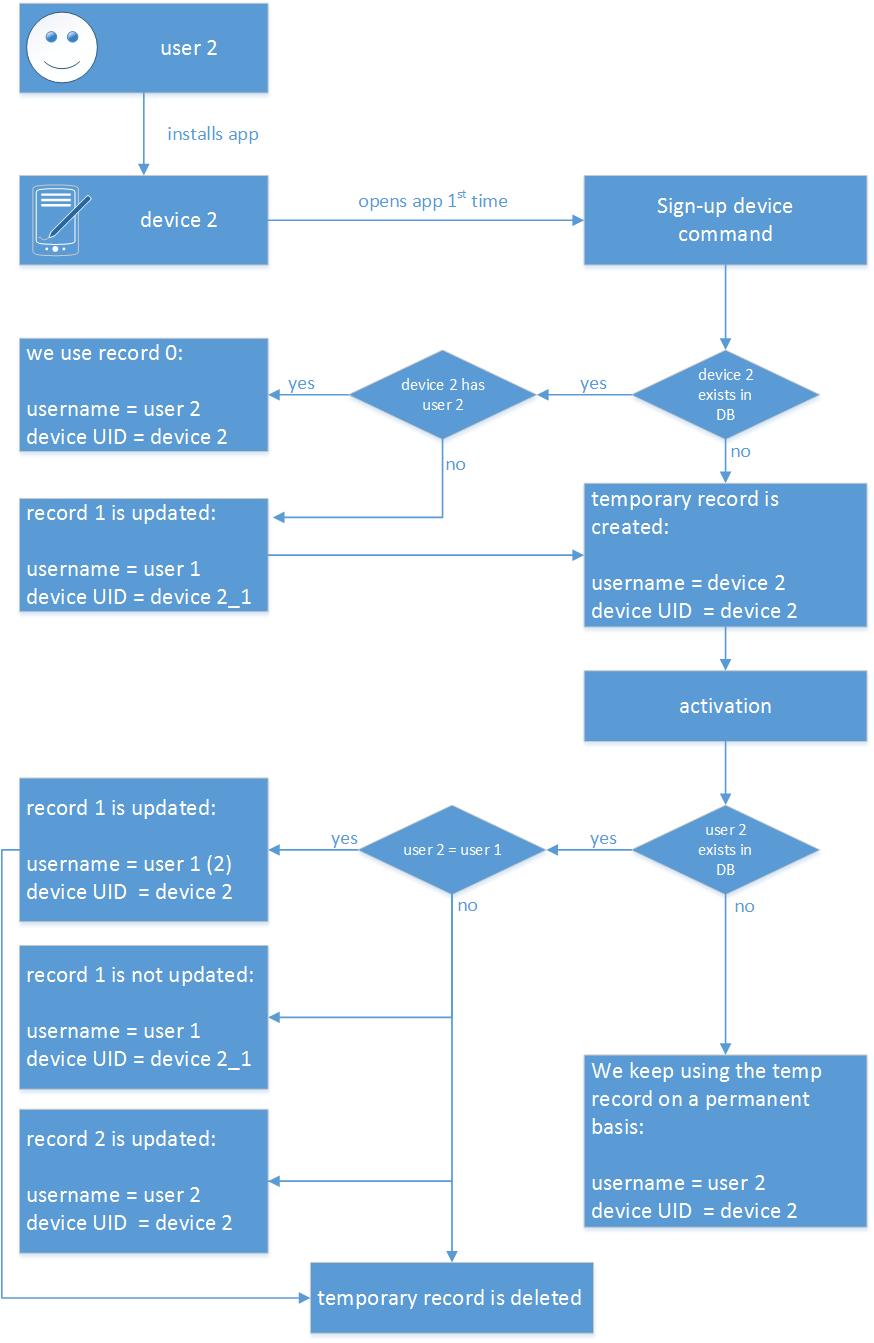 user 2
installs app
device 2
opens app 1st time
Sign-up device
command
we use record 0:
username = user 2
device UID = device 2
yes
device 2 has
user 2
yes
device 2
exists in
DB
no
no
record 1 is updated:
username = user 1
device UID = device 2_1
temporary record is
created:
username = device 2
device UID = device 2
activation
record 1 is updated:
username = user 1 (2)
device UID = device 2
yes
user 2 = user 1
yes
user 2
exists in
DB
no
no
record 1 is not updated:
username = user 1
device UID = device 2_1
We keep using the temp
record on a permanent
basis:
username = user 2
device UID = device 2
record 2 is updated:
username = user 2
device UID = device 2
temporary record is deleted